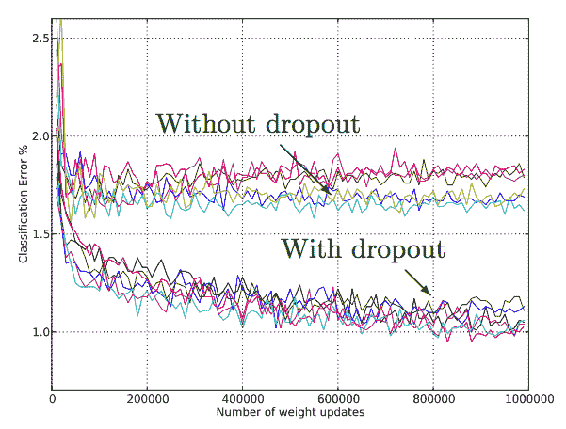 2.5
2.0
Without dropout
Classification Error %
1.5
With dropout
1.0
0 200000 400000 600000 800000 1000000
Number of weight updates